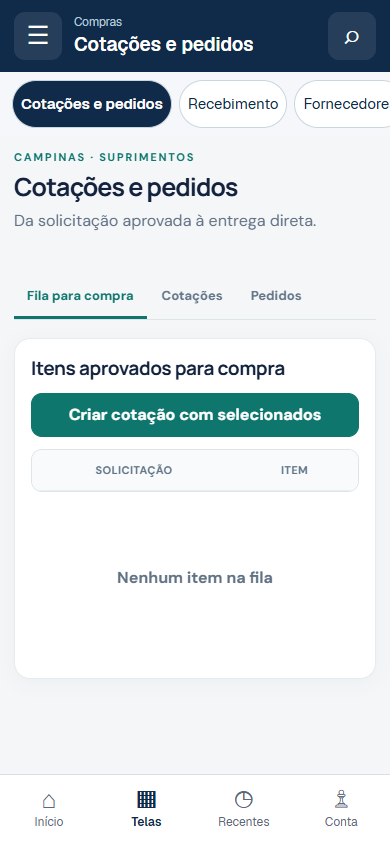 Compras
Cotações e pedidos
Cotações e pedidos
Recebimento
Fornecedore
CAMPINAS · SUPRIMENTOS
Cotações e pedidos
Da solicitação aprovada à entrega direta.
Fila para compra
Cotações
Pedidos
Itens aprovados para compra
Criar cotação com selecionados
SOLICITAÇÃO
ITEM
Nenhum item na fila
Início
Telas
Recentes
Conta